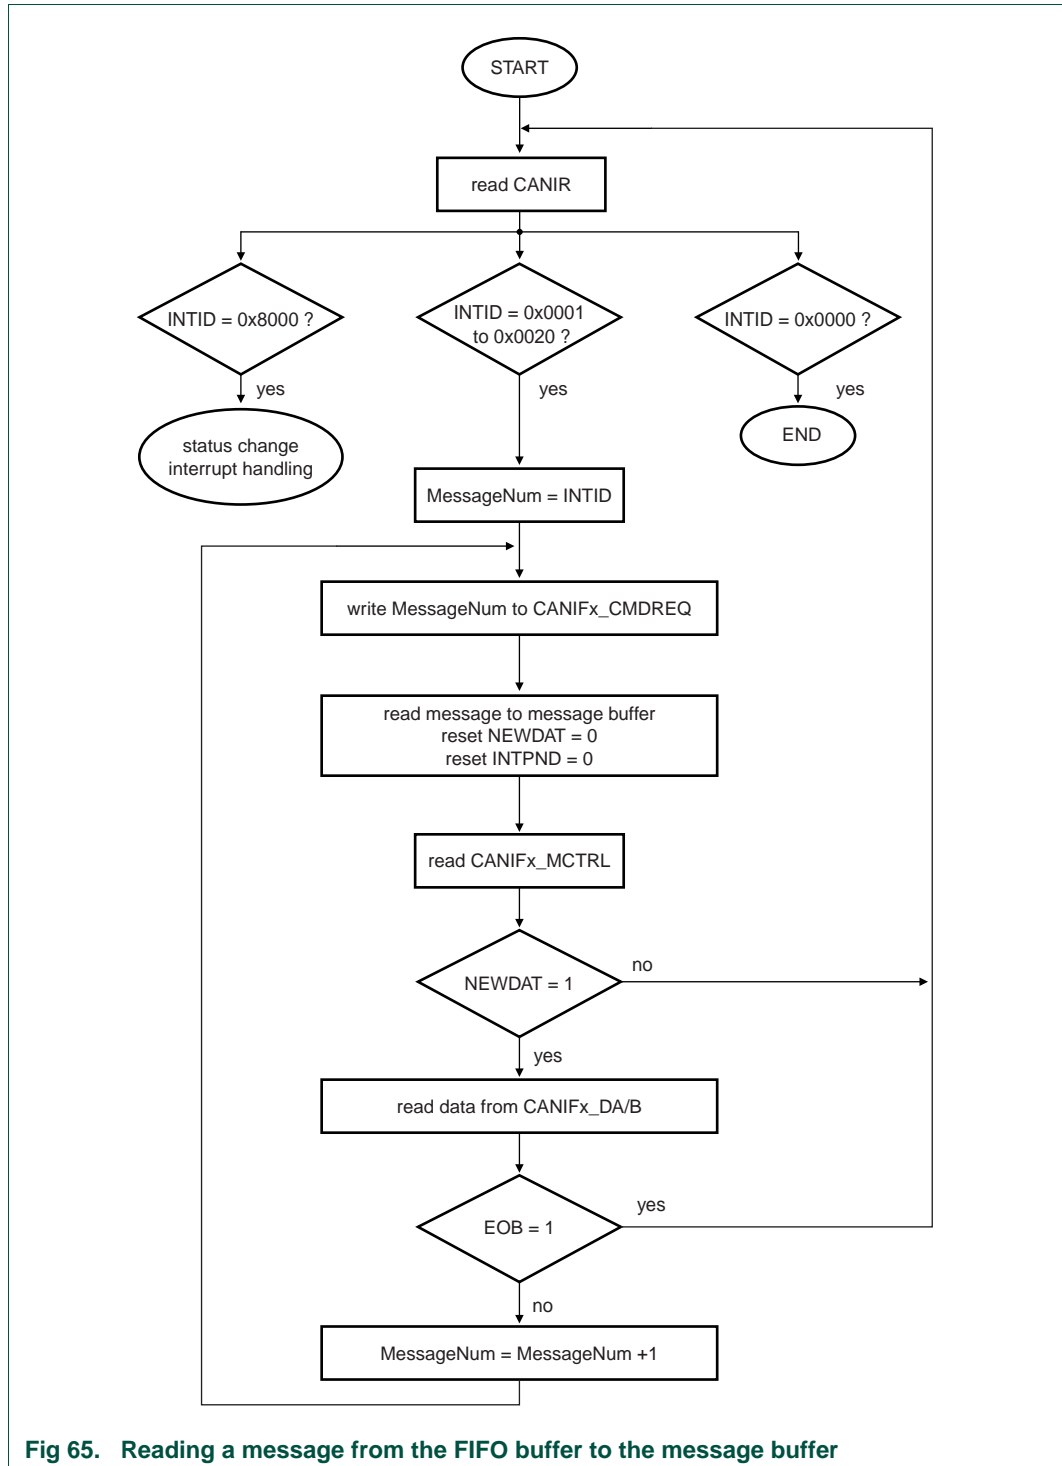 START
read CANIR
INTID = 0x8000 ?
INTID = 0x0001
to 0x0020 ?
INTID = 0x0000 ?
yes
yes
yes
status change
interrupt handling
END
MessageNum = INTID
write MessageNum to CANIFx_CMDREQ
read message to message buffer
reset NEWDAT = 0
reset INTPND = 0
read CANIFx_MCTRL
NEWDAT = 1
no
yes
read data from CANIFx_DA/B
EOB = 1
yes
no
MessageNum = MessageNum +1
Fig 65. Reading a message from the FIFO buffer to the message buffer